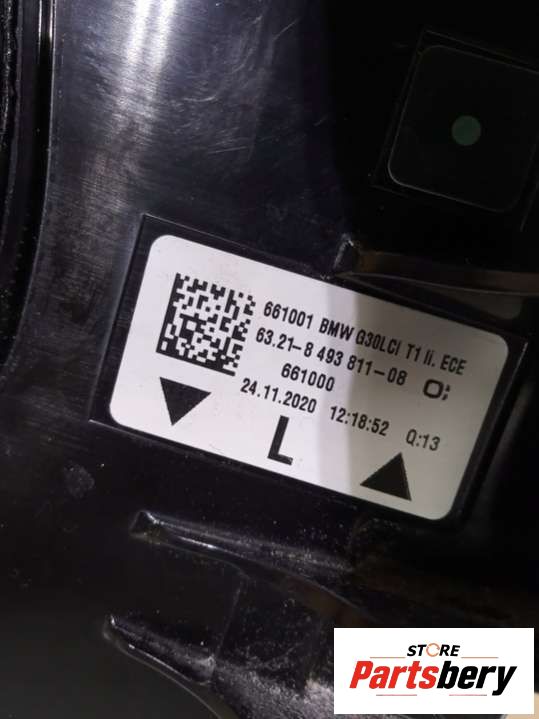 661001 BMW G30LCI T1 li. ECE
63.21-8 493 811-08
661000
24.11.2020 12:18:52 Q:13
L
STORE
Partsbery